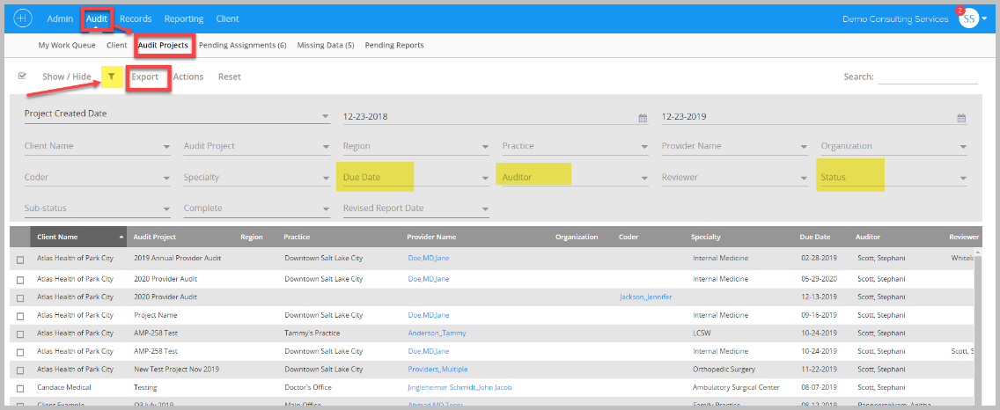 Admin Audit Records Reporting Client Demo Consulting Services 2 SS
My Work Queue Client Audit Projects Pending Assignments (6) Missing Data (5) Pending Reports
Show / Hide Export Actions Reset Search:
Project Created Date 12-23-2018 12-23-2019
Client Name Audit Project Region Practice Provider Name Organization
Coder Specialty Due Date Auditor Reviewer Status
Sub-status Complete Revised Report Date
Client Name Audit Project Region Practice Provider Name Organization Coder Specialty Due Date Auditor Reviewer
Atlas Health of Park City 2019 Annual Provider Audit Downtown Salt Lake City Doe,MD,Jane Internal Medicine 02-28-2019 Scott, Stephani
Atlas Health of Park City 2020 Provider Audit Downtown Salt Lake City Doe,MD,Jane Internal Medicine 05-29-2020 Scott, Stephani
Atlas Health of Park City 2020 Provider Audit Jackson,,Jennifer 12-13-2019 Scott, Stephani
Atlas Health of Park City Project Name Downtown Salt Lake City Doe,MD,Jane Internal Medicine 09-16-2019 Scott, Stephani
Atlas Health of Park City AMP-258 Test Tammy's Practice Anderson,,Tammy LCSW 10-24-2019 Scott, Stephani
Atlas Health of Park City AMP-258 Test Downtown Salt Lake City Doe,MD,Jane Internal Medicine 10-24-2019 Scott, Stephani Scott, S
Atlas Health of Park City New Test Project Nov 2019 Downtown Salt Lake City Providers,,Multiple Orthopedic Surgery 11-22-2019 Scott, Stephani
Candace Medical Testing Doctor's Office Jingleheimer Schmidt,,John Jacob Ambulatory Surgical Center 08-07-2019 Scott, Stephani
Client Example Q3 July 2019 Main Office Ahmad,MD,Terry Family Practice 08-12-2019